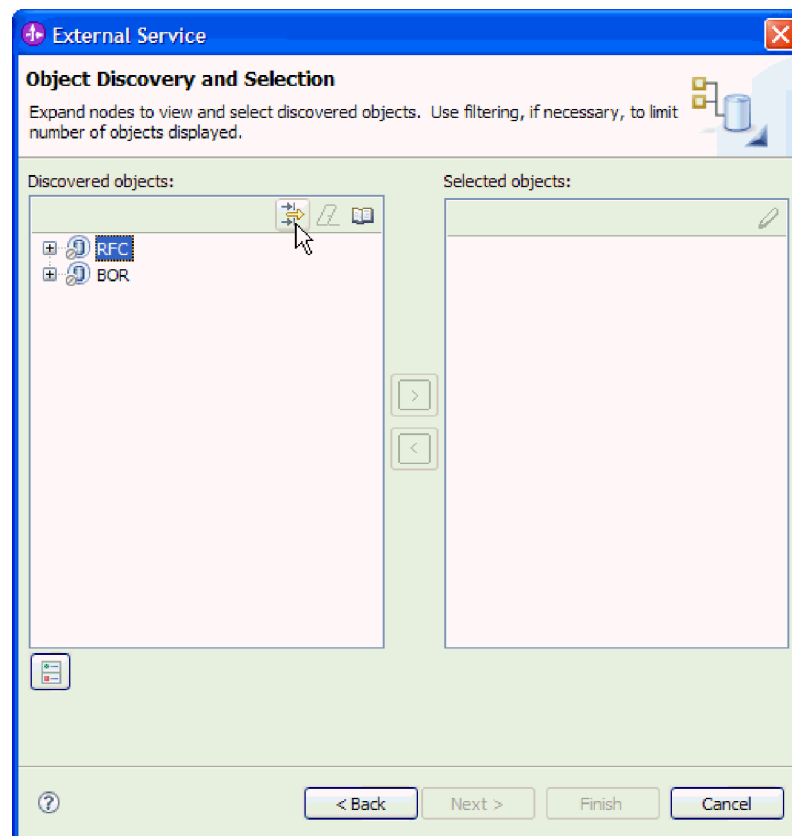 External Service
Object Discovery and Selection
Expand nodes to view and select discovered objects. Use filtering, if necessary, to limit
number of objects displayed.
Discovered objects:
Selected objects:
RFC
BOR
>
<
?
< Back
Next >
Finish
Cancel